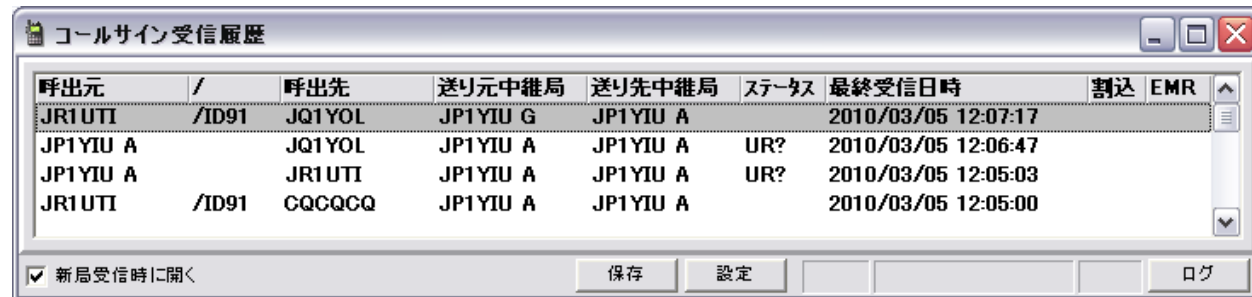 コールサイン受信履歴
呼出元 / 呼出先 送り元中継局 送り先中継局 ステータス 最終受信日時 割込 EMR
JR1UTI /ID91 JQ1YOL JP1YIU G JP1YIU A 2010/03/05 12:07:17
JP1YIU A JQ1YOL JP1YIU A JP1YIU A UR? 2010/03/05 12:06:47
JP1YIU A JR1UTI JP1YIU A JP1YIU A UR? 2010/03/05 12:05:03
JR1UTI /ID91 CQCQCQ JP1YIU A JP1YIU A 2010/03/05 12:05:00
新局受信時に開く 保存 設定 ログ